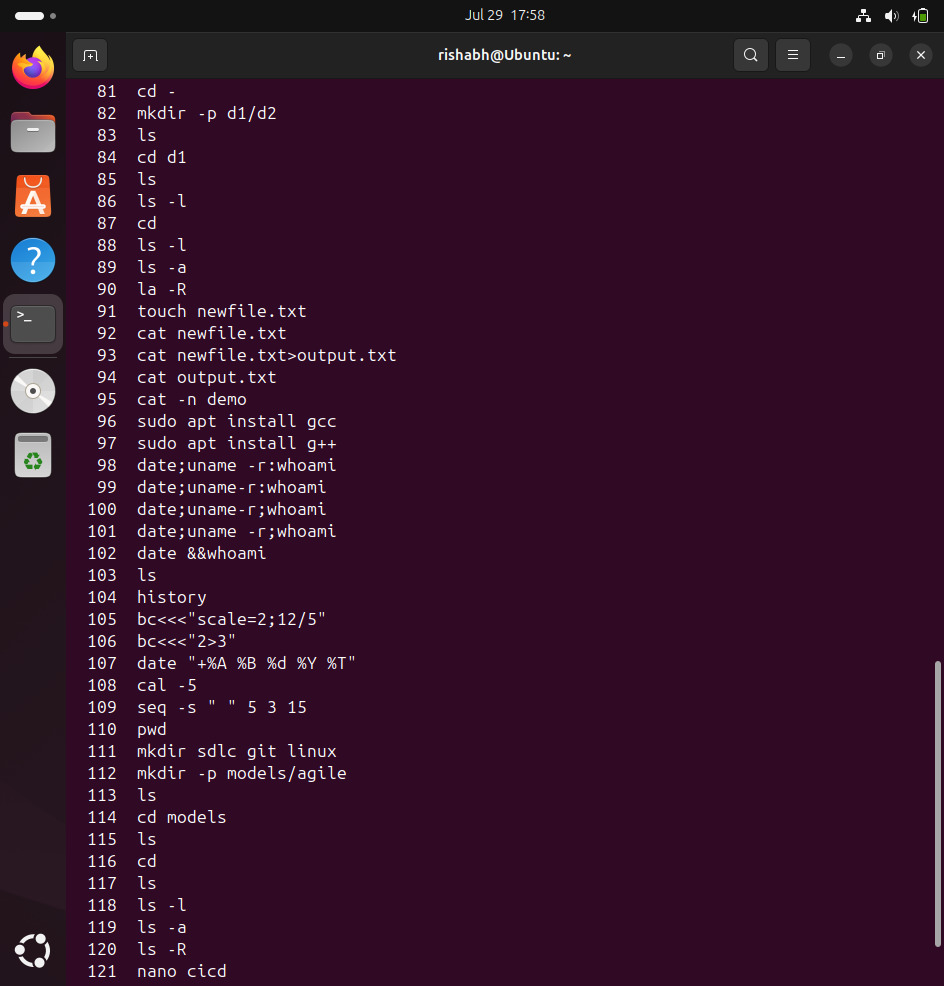 Jul 29 17:58
rishabh@Ubuntu: ~
81 cd -
82 mkdir -p d1/d2
83 ls
84 cd d1
85 ls
86 ls -l
87 cd
88 ls -l
89 ls -a
90 la -R
91 touch newfile.txt
92 cat newfile.txt
93 cat newfile.txt>output.txt
94 cat output.txt
95 cat -n demo
96 sudo apt install gcc
97 sudo apt install g++
98 date;uname -r:whoami
99 date;uname-r:whoami
100 date;uname-r;whoami
101 date;uname -r;whoami
102 date &&whoami
103 ls
104 history
105 bc<<<"scale=2;12/5"
106 bc<<<"2>3"
107 date "+%A %B %d %Y %T"
108 cal -5
109 seq -s " " 5 3 15
110 pwd
111 mkdir sdlc git linux
112 mkdir -p models/agile
113 ls
114 cd models
115 ls
116 cd
117 ls
118 ls -l
119 ls -a
120 ls -R
121 nano cicd